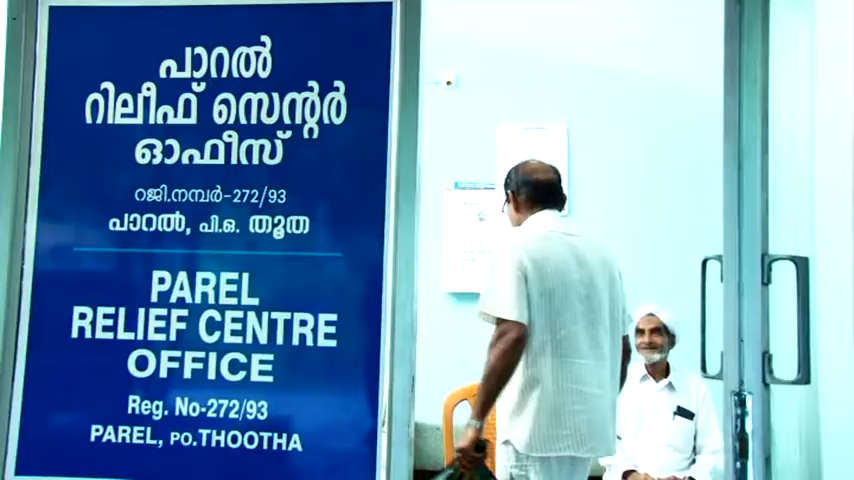 പാറൽ
റിലീഫ് സെന്റർ
ഓഫീസ്
റജി.നമ്പർ-272/93
പാറൽ, പി.ഒ. തൂത
PAREL
RELIEF CENTRE
OFFICE
Reg. No-272/93
PAREL, PO.THOOTHA